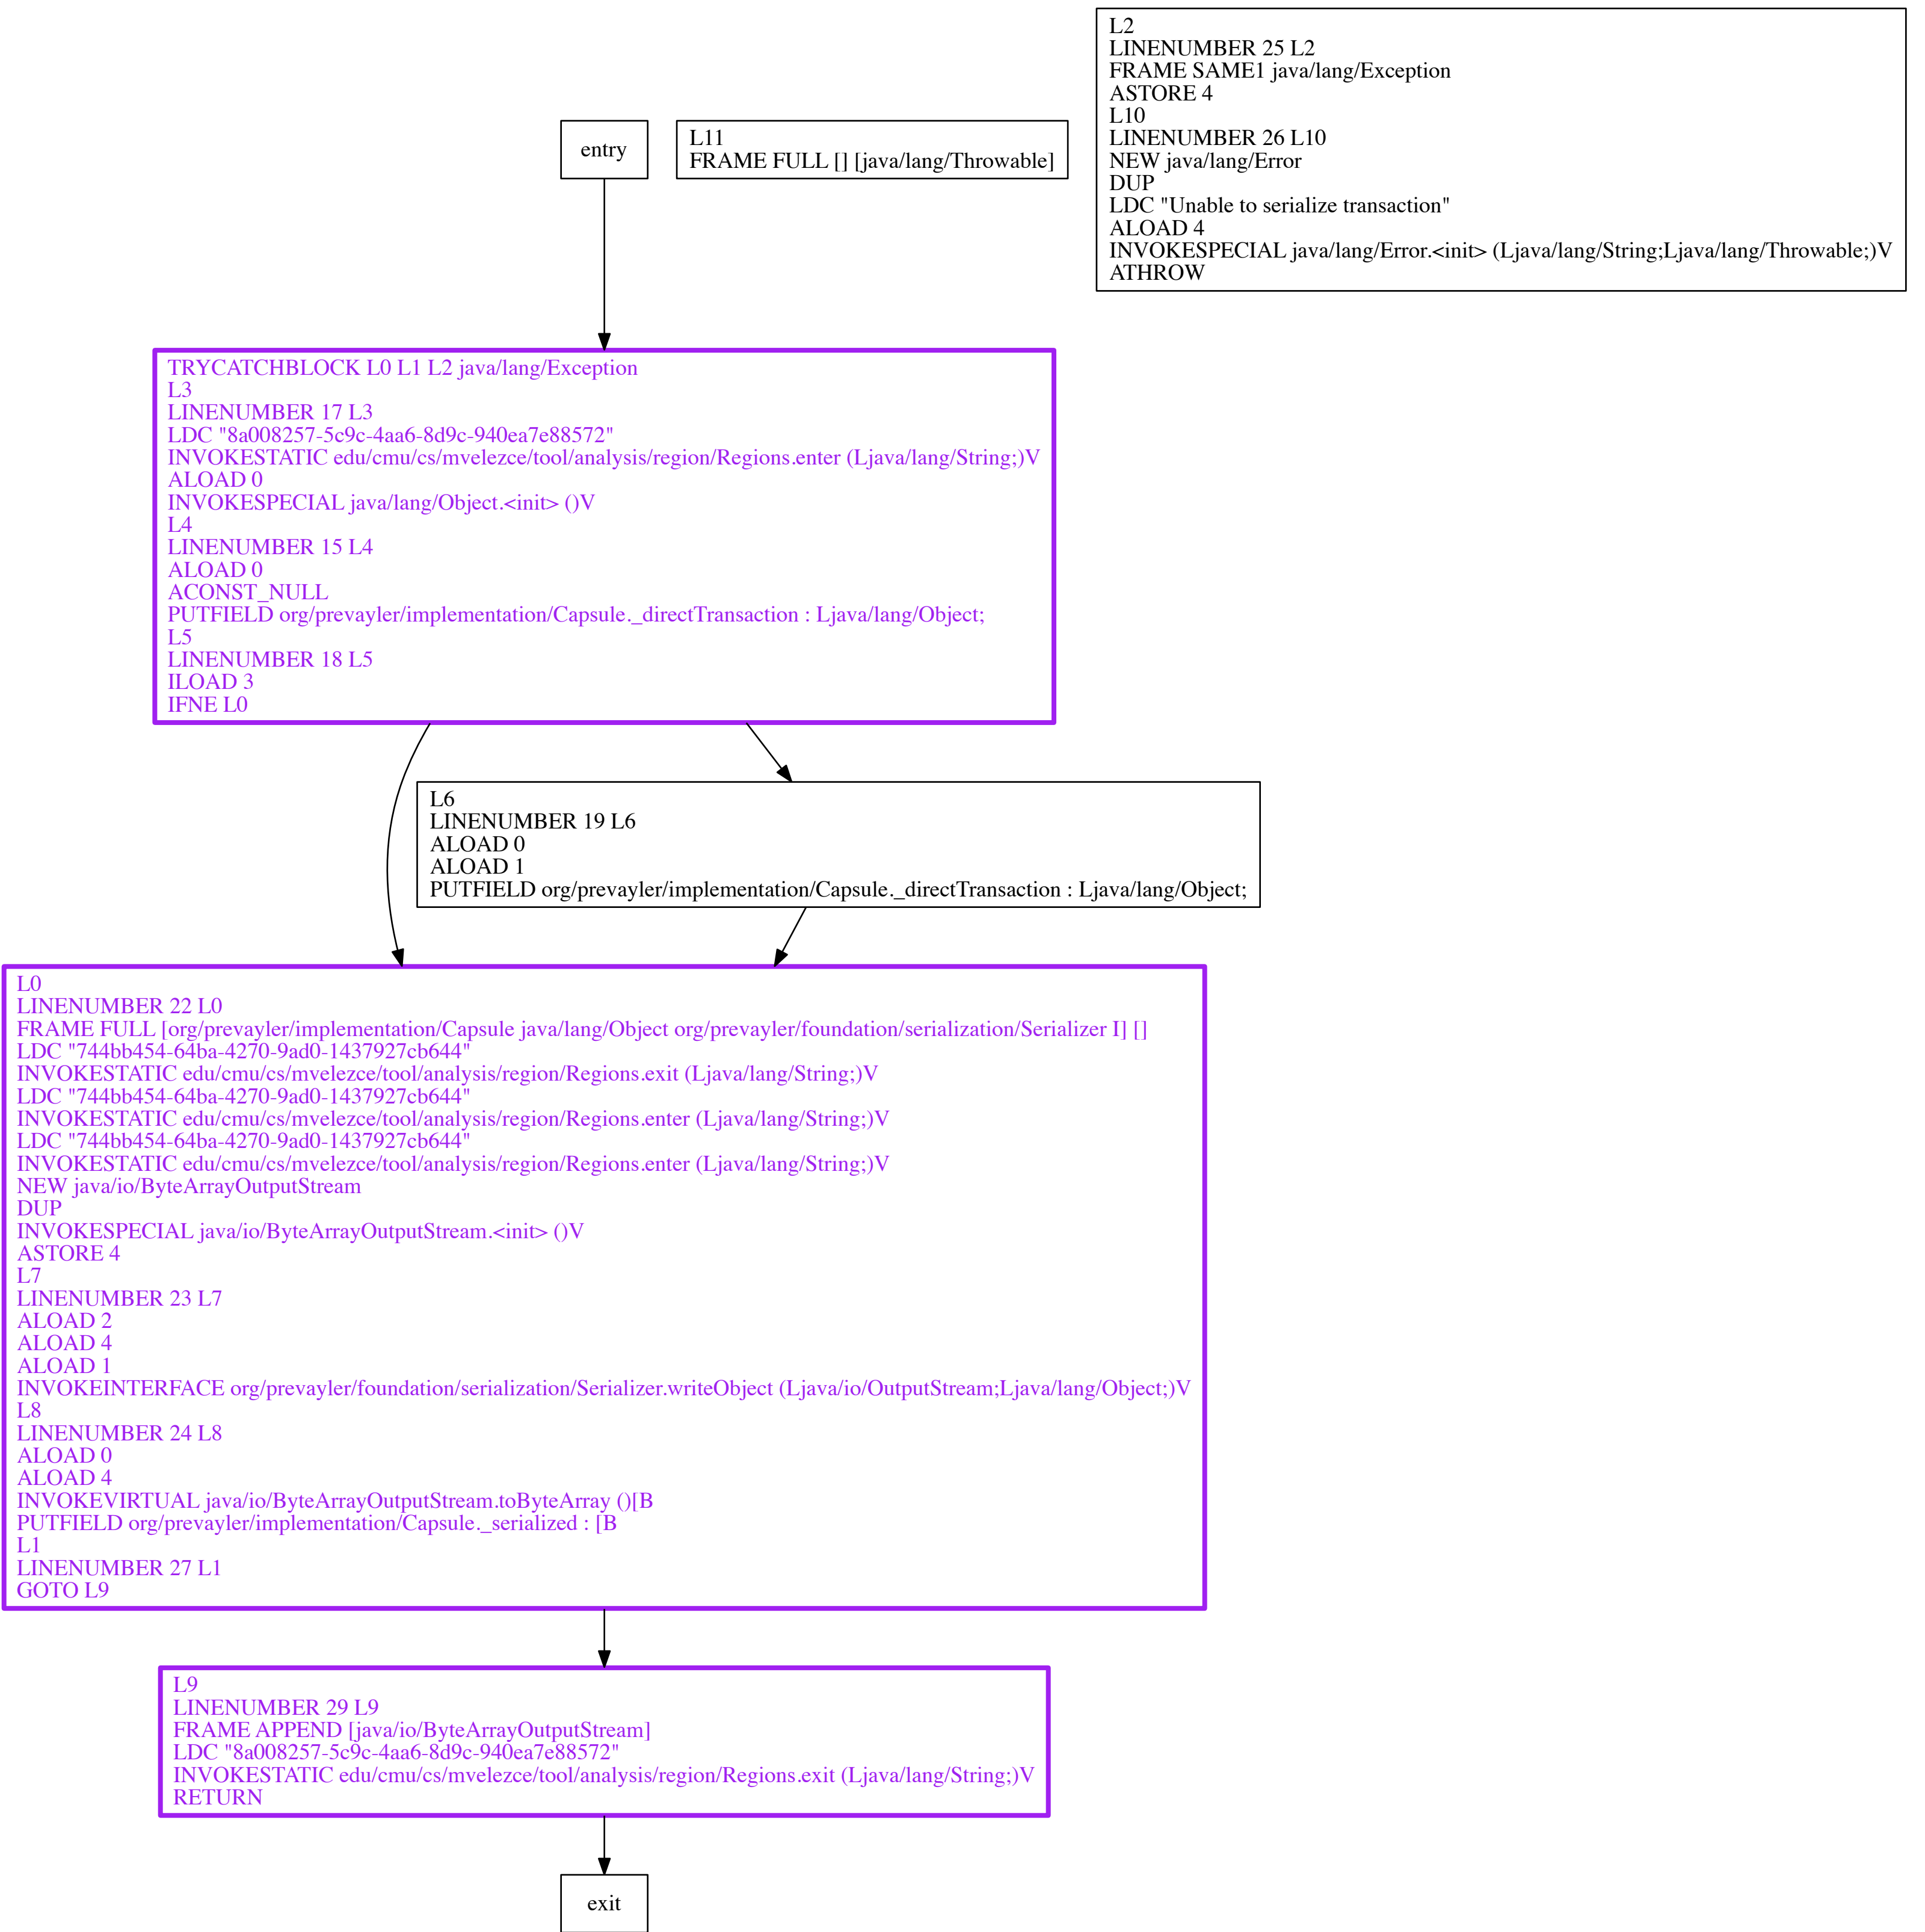 L2
LINENUMBER 25 L2
FRAME SAME1 java/lang/Exception
ASTORE 4
L10
LINENUMBER 26 L10
NEW java/lang/Error
DUP
LDC "Unable to serialize transaction"
ALOAD 4
INVOKESPECIAL java/lang/Error.<init> (Ljava/lang/String;Ljava/lang/Throwable;)V
ATHROW
entry
L11
FRAME FULL [] [java/lang/Throwable]
TRYCATCHBLOCK L0 L1 L2 java/lang/Exception
L3
LINENUMBER 17 L3
LDC "8a008257-5c9c-4aa6-8d9c-940ea7e88572"
INVOKESTATIC edu/cmu/cs/mvelezce/tool/analysis/region/Regions.enter (Ljava/lang/String;)V
ALOAD 0
INVOKESPECIAL java/lang/Object.<init> ()V
L4
LINENUMBER 15 L4
ALOAD 0
ACONST_NULL
PUTFIELD org/prevayler/implementation/Capsule._directTransaction : Ljava/lang/Object;
L5
LINENUMBER 18 L5
ILOAD 3
IFNE L0
L6
LINENUMBER 19 L6
ALOAD 0
ALOAD 1
PUTFIELD org/prevayler/implementation/Capsule._directTransaction : Ljava/lang/Object;
L0
LINENUMBER 22 L0
FRAME FULL [org/prevayler/implementation/Capsule java/lang/Object org/prevayler/foundation/serialization/Serializer I] []
LDC "744bb454-64ba-4270-9ad0-1437927cb644"
INVOKESTATIC edu/cmu/cs/mvelezce/tool/analysis/region/Regions.exit (Ljava/lang/String;)V
LDC "744bb454-64ba-4270-9ad0-1437927cb644"
INVOKESTATIC edu/cmu/cs/mvelezce/tool/analysis/region/Regions.enter (Ljava/lang/String;)V
LDC "744bb454-64ba-4270-9ad0-1437927cb644"
INVOKESTATIC edu/cmu/cs/mvelezce/tool/analysis/region/Regions.enter (Ljava/lang/String;)V
NEW java/io/ByteArrayOutputStream
DUP
INVOKESPECIAL java/io/ByteArrayOutputStream.<init> ()V
ASTORE 4
L7
LINENUMBER 23 L7
ALOAD 2
ALOAD 4
ALOAD 1
INVOKEINTERFACE org/prevayler/foundation/serialization/Serializer.writeObject (Ljava/io/OutputStream;Ljava/lang/Object;)V
L8
LINENUMBER 24 L8
ALOAD 0
ALOAD 4
INVOKEVIRTUAL java/io/ByteArrayOutputStream.toByteArray ()[B
PUTFIELD org/prevayler/implementation/Capsule._serialized : [B
L1
LINENUMBER 27 L1
GOTO L9
L9
LINENUMBER 29 L9
FRAME APPEND [java/io/ByteArrayOutputStream]
LDC "8a008257-5c9c-4aa6-8d9c-940ea7e88572"
INVOKESTATIC edu/cmu/cs/mvelezce/tool/analysis/region/Regions.exit (Ljava/lang/String;)V
RETURN
exit